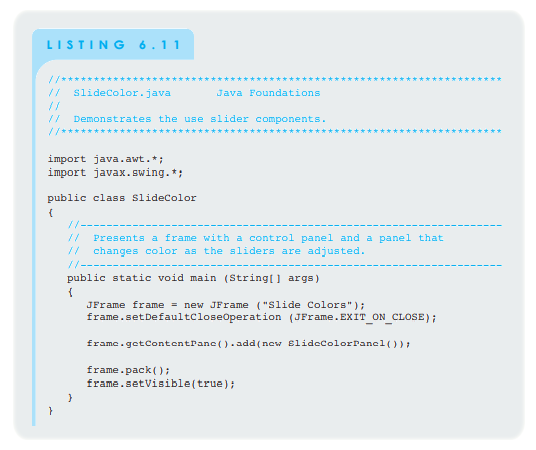 LISTING 6.11
//********************************************************************
//  SlideColor.java       Java Foundations
//
//  Demonstrates the use slider components.
//********************************************************************
import java.awt.*;
import javax.swing.*;
public class SlideColor
{
   //-----------------------------------------------------------------
   //  Presents a frame with a control panel and a panel that
   //  changes color as the sliders are adjusted.
   //-----------------------------------------------------------------
   public static void main (String[] args)
   {
      JFrame frame = new JFrame ("Slide Colors");
      frame.setDefaultCloseOperation (JFrame.EXIT_ON_CLOSE);
      frame.getContentPane().add(new SlideColorPanel());
      frame.pack();
      frame.setVisible(true);
   }
}